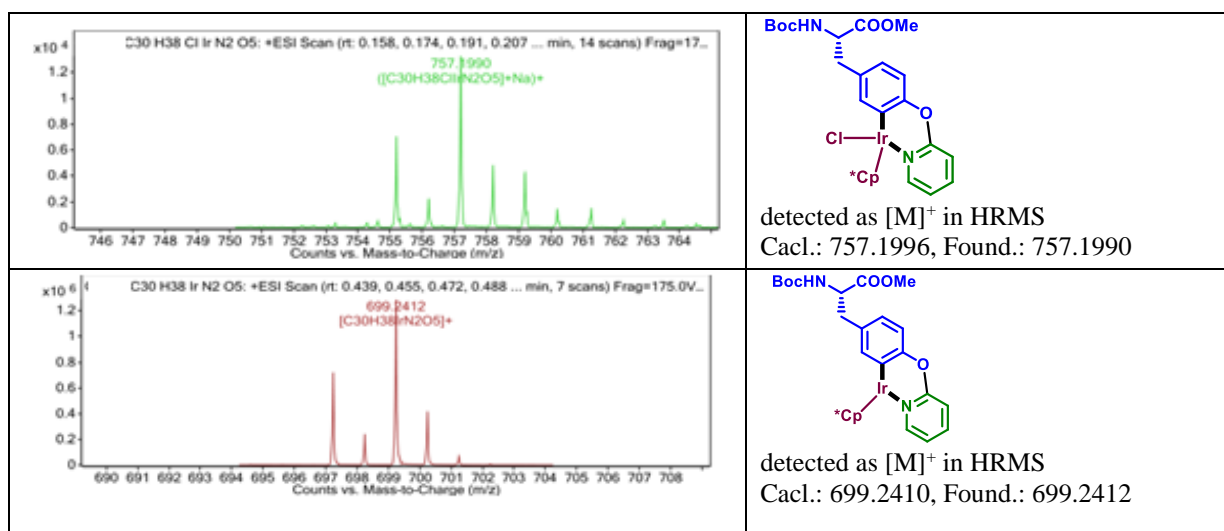 C30 H38 Cl Ir N2 O5: +ESI Scan (rt: 0.158, 0.174, 0.191, 0.207 ... min, 14 scans) Frag=17...
x10 4
757.1990
([C30H38ClIrN2O5]+Na)+
1.2
1
0.8
0.6
0.4
0.2
0
746 747 748 749 750 751 752 753 754 755 756 757 758 759 760 761 762 763 764
Counts vs. Mass-to-Charge (m/z)
BocHN COOMe
O
Cl Ir N
*Cp
detected as [M]+ in HRMS
Cacl.: 757.1996, Found.: 757.1990
C30 H38 Ir N2 O5: +ESI Scan (rt: 0.439, 0.455, 0.472, 0.488 ... min, 7 scans) Frag=175.0V...
x10 6
699.2412
[C30H38IrN2O5]+
1.2
1
0.8
0.6
0.4
0.2
0
690 691 692 693 694 695 696 697 698 699 700 701 702 703 704 705 706 707 708
Counts vs. Mass-to-Charge (m/z)
BocHN COOMe
O
Ir N
*Cp
detected as [M]+ in HRMS
Cacl.: 699.2410, Found.: 699.2412